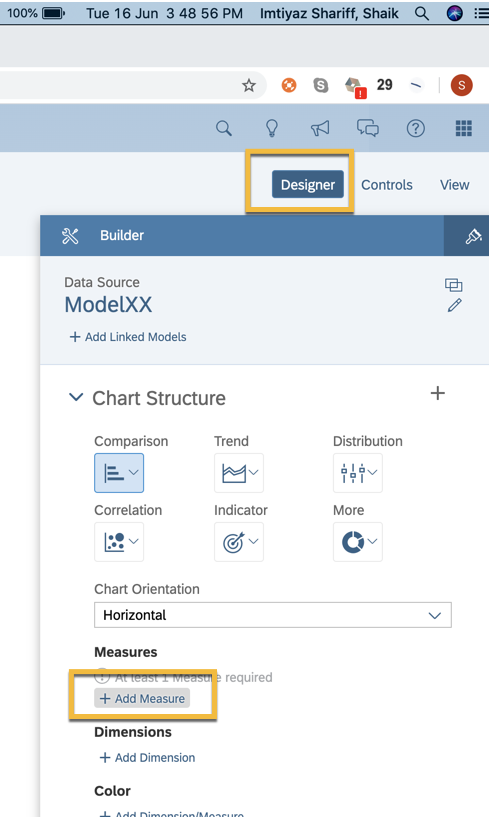 100% Tue 16 Jun 3 48 56 PM Imtiyaz Shariff, Shaik
29 S
Designer Controls View
Builder
Data Source
ModelXX
+ Add Linked Models
Chart Structure +
Comparison Trend Distribution
Correlation Indicator More
Chart Orientation
Horizontal
Measures
At least 1 Measure required
+ Add Measure
Dimensions
+ Add Dimension
Color
+ Add Dimension/Measure